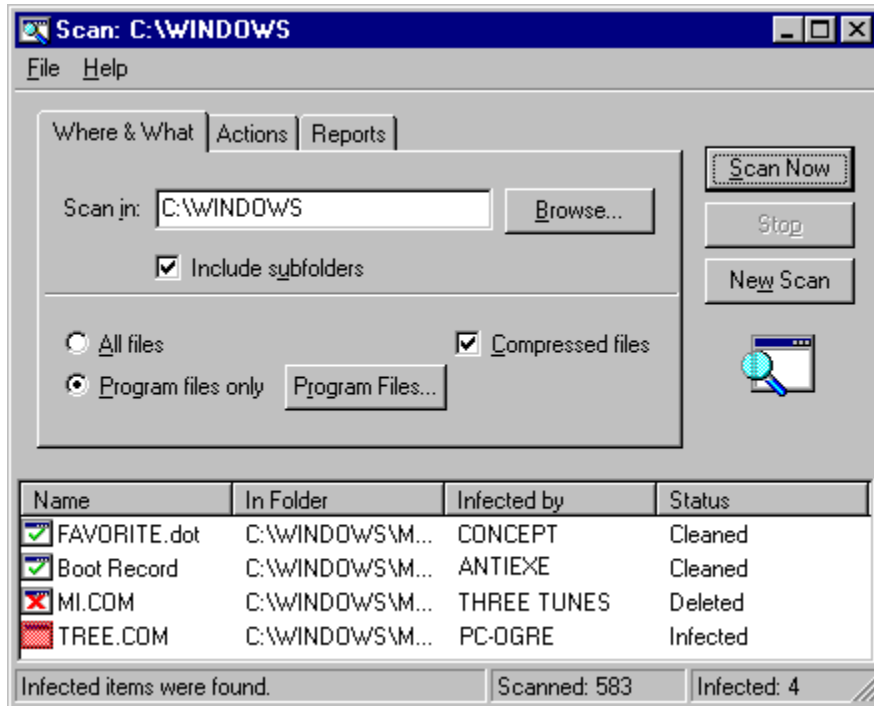 Scan: C:\WINDOWS
File Help
Where & What Actions Reports
Scan in: C:\WINDOWS Browse...
Include subfolders
All files Compressed files
Program files only Program Files...
Scan Now
Stop
New Scan
Name In Folder Infected by Status
FAVORITE.dot C:\WINDOWS\M... CONCEPT Cleaned
Boot Record C:\WINDOWS\M... ANTIEXE Cleaned
MI.COM C:\WINDOWS\M... THREE TUNES Deleted
TREE.COM C:\WINDOWS\M... PC-OGRE Infected
Infected items were found. Scanned: 583 Infected: 4